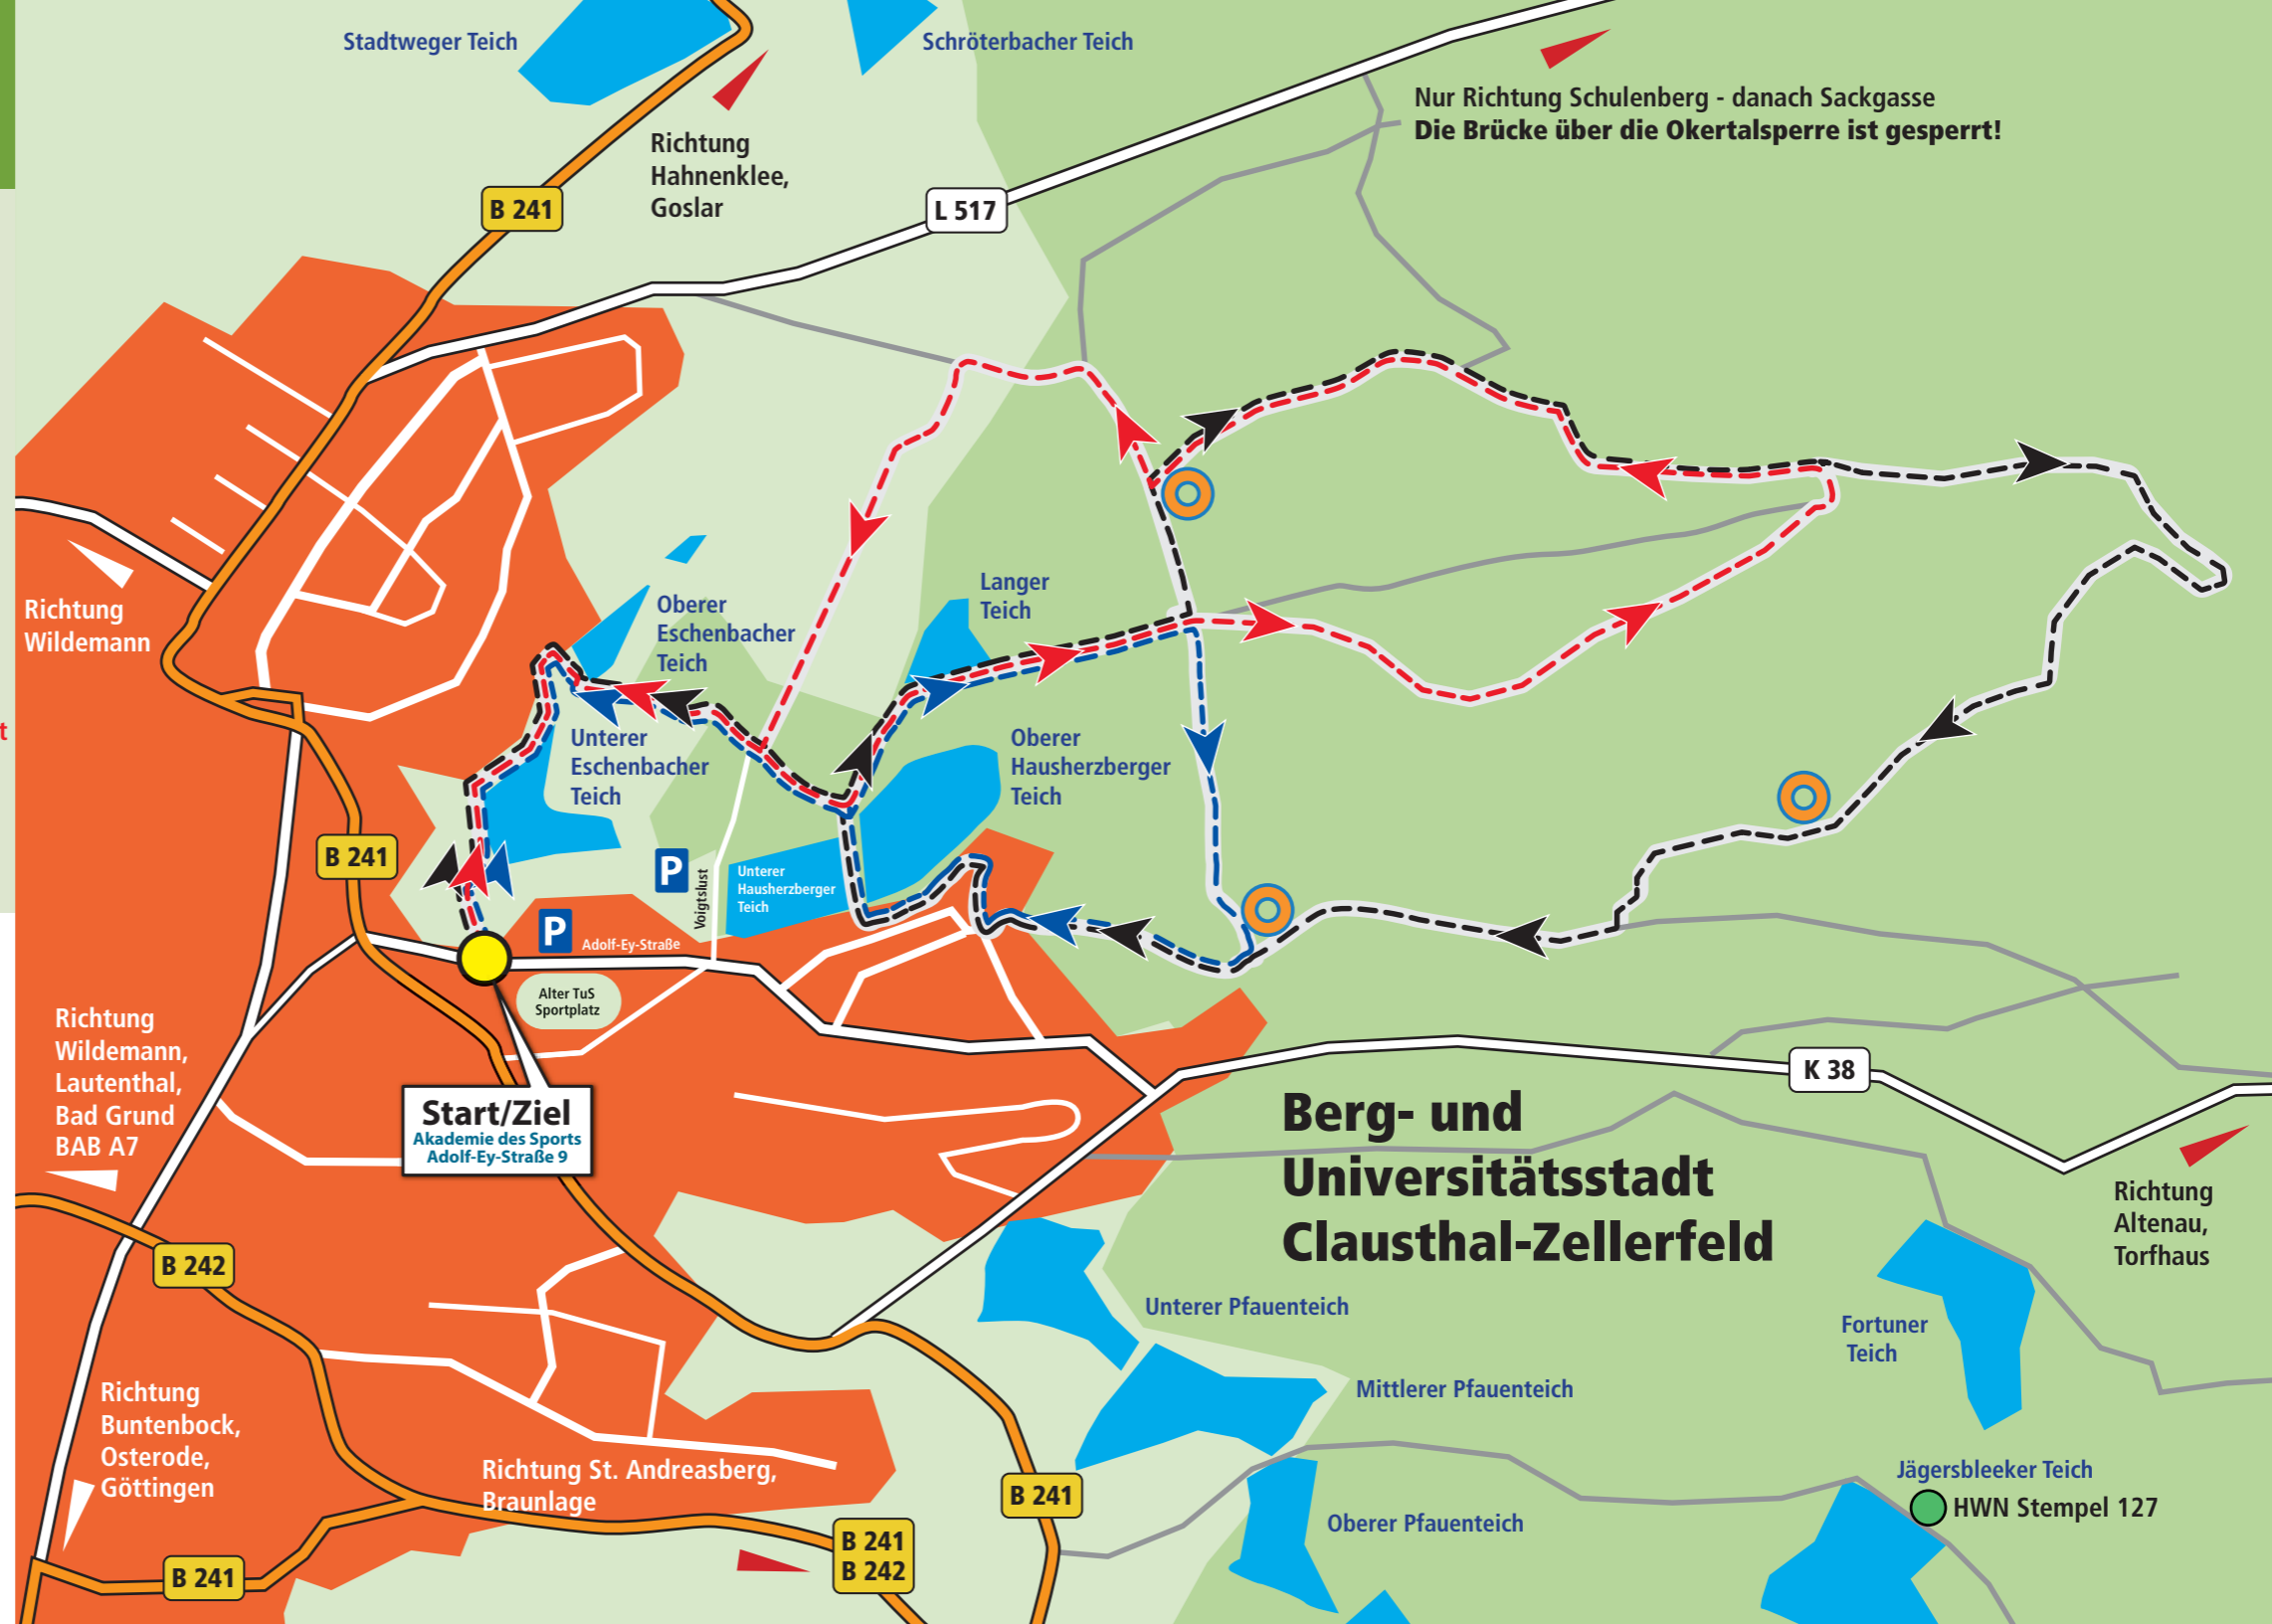 Stadtweger Teich
Schröterbacher Teich
Nur Richtung Schulenberg - danach Sackgasse
Die Brücke über die Okertalsperre ist gesperrt!
Richtung
Hahnenklee,
Goslar
B 241
L 517
Richtung
Wildemann
Langer
Teich
Oberer
Eschenbacher
Teich
t
Unterer
Eschenbacher
Teich
Oberer
Hausherzberger
Teich
B 241
P
Voigtslust
Unterer
Hausherzberger
Teich
P
Adolf-Ey-Straße
Alter TuS
Sportplatz
Richtung
Wildemann,
Lautenthal,
Bad Grund
BAB A7
Start/Ziel
Akademie des Sports
Adolf-Ey-Straße 9
K 38
Berg- und
Universitätsstadt
Clausthal-Zellerfeld
Richtung
Altenau,
Torfhaus
B 242
Unterer Pfauenteich
Fortuner
Teich
Mittlerer Pfauenteich
Richtung
Buntenbock,
Osterode,
Göttingen
Richtung St. Andreasberg,
Braunlage
B 241
Jägersbleeker Teich
HWN Stempel 127
Oberer Pfauenteich
B 241
B 242
B 241